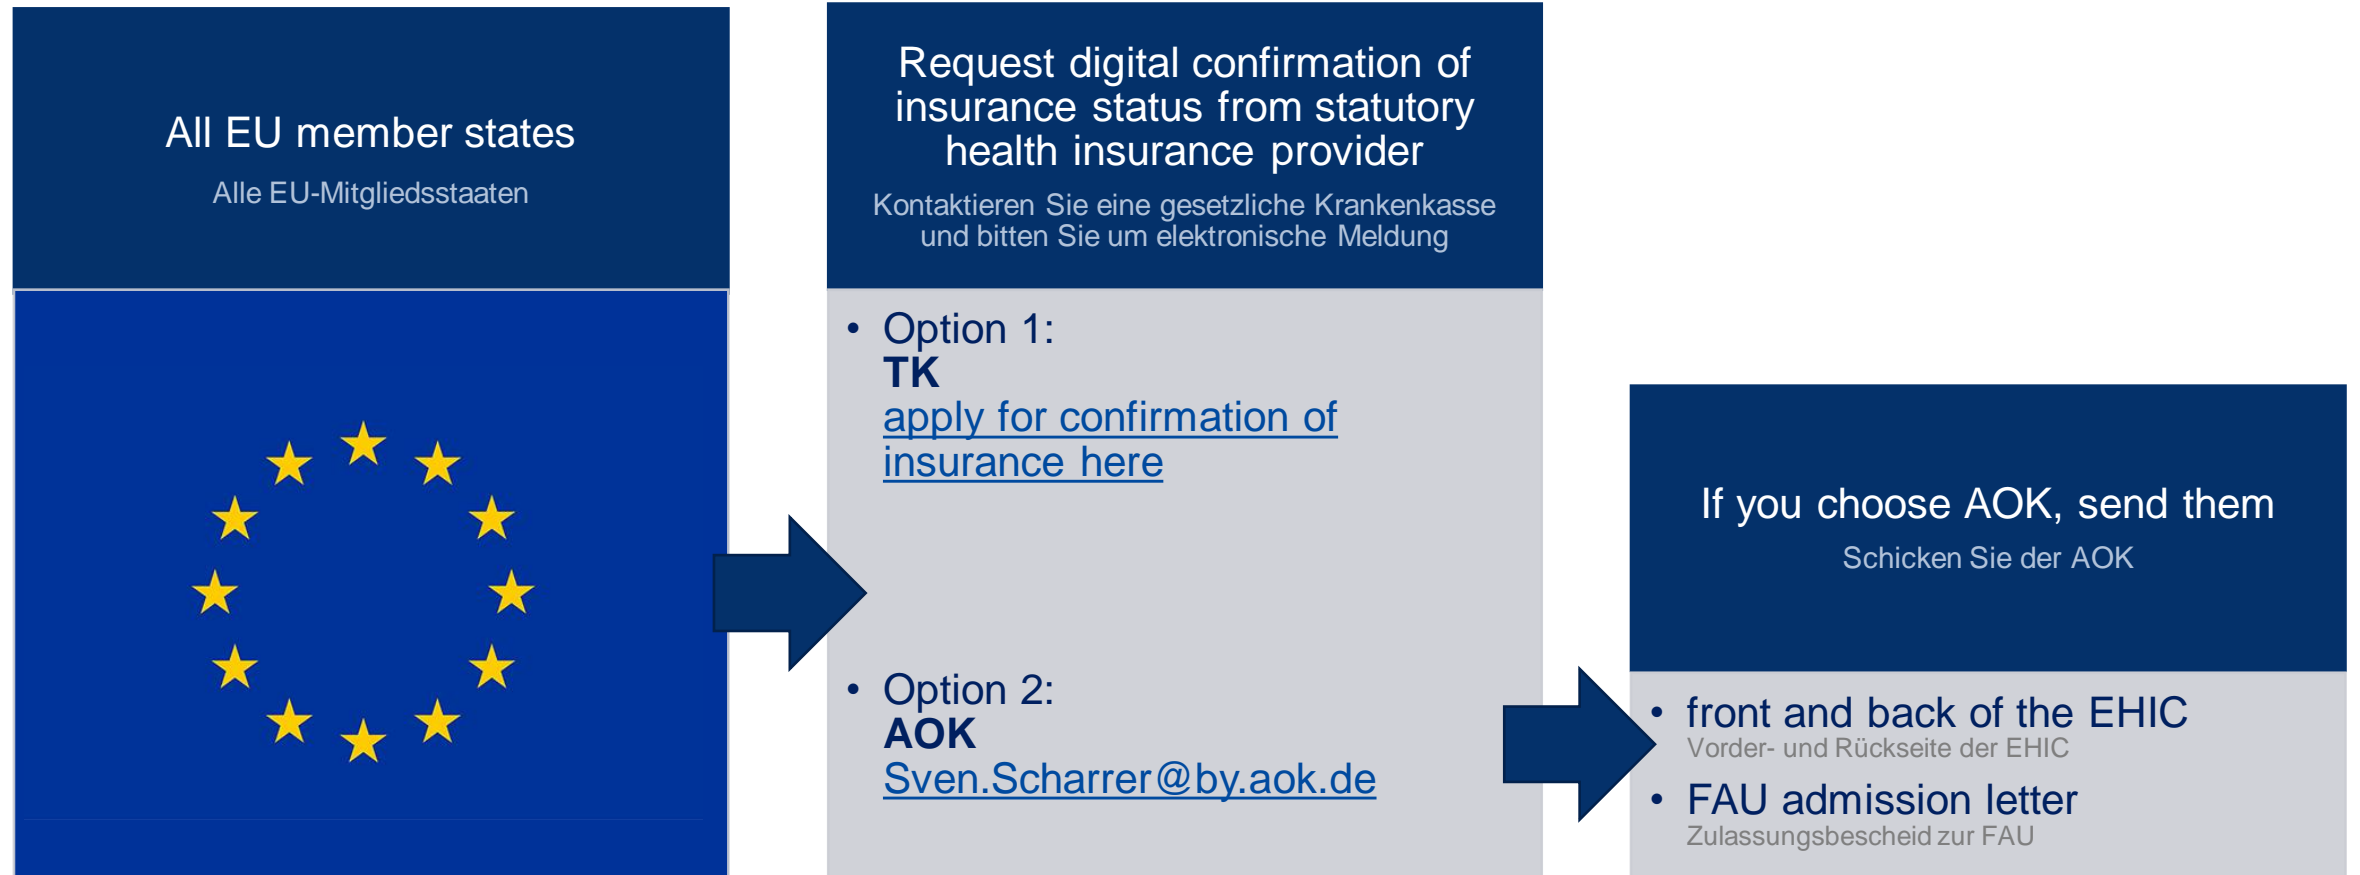 All EU member states
Alle EU-Mitgliedsstaaten
Request digital confirmation of
insurance status from statutory
health insurance provider
Kontaktieren Sie eine gesetzliche Krankenkasse
und bitten Sie um elektronische Meldung
• Option 1:
TK
apply for confirmation of
insurance here
• Option 2:
AOK
Sven.Scharrer@by.aok.de
If you choose AOK, send them
Schicken Sie der AOK
• front and back of the EHIC
Vorder- und Rückseite der EHIC
• FAU admission letter
Zulassungsbescheid zur FAU